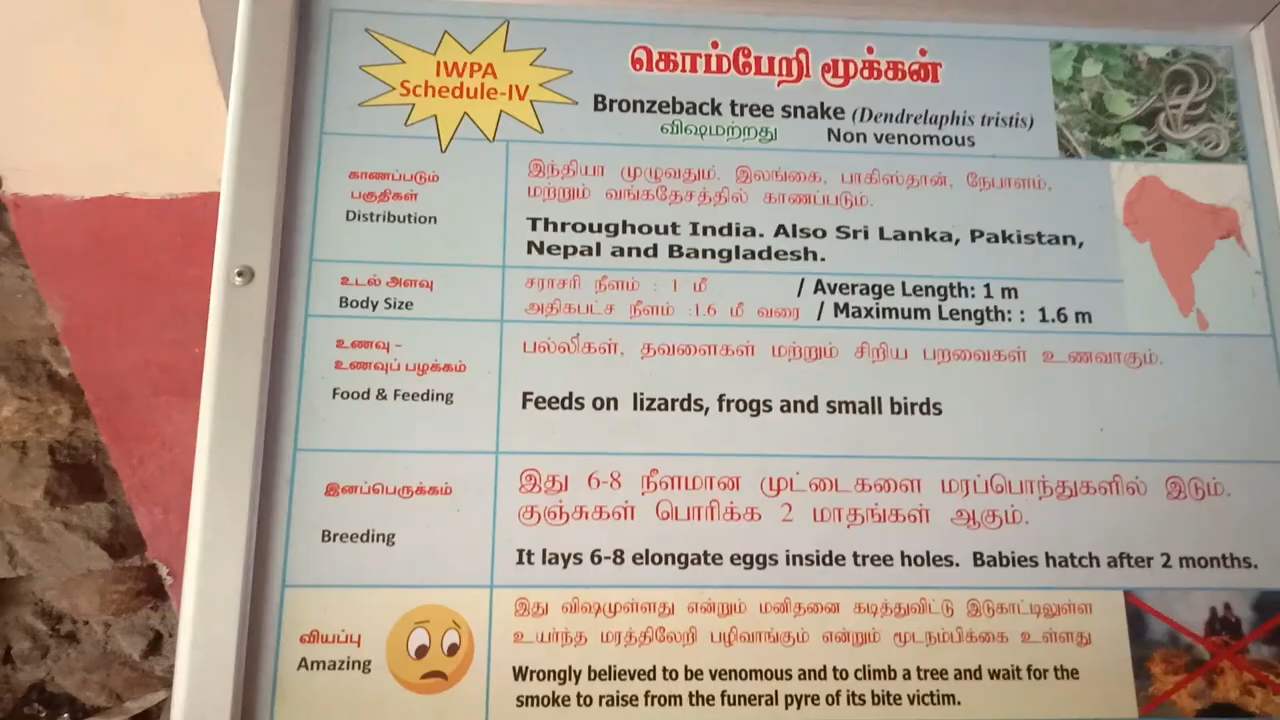 IWPA
Schedule-IV
கொம்பேறி மூக்கன்
Bronzeback tree snake (Dendrelaphis tristis)
விஷமற்றது Non venomous
காணப்படும்
பகுதிகள்
Distribution
இந்தியா முழுவதும். இலங்கை, பாகிஸ்தான், நேபாளம்,
மற்றும் வங்கதேசத்தில் காணப்படும்.
Throughout India. Also Sri Lanka, Pakistan,
Nepal and Bangladesh.
உடல் அளவு
Body Size
சராசரி நீளம் : 1 மீ / Average Length: 1 m
அதிகபட்ச நீளம் :1.6 மீ வரை / Maximum Length: : 1.6 m
உணவு –
உணவுப் பழக்கம்
Food & Feeding
பல்லிகள், தவளைகள் மற்றும் சிறிய பறவைகள் உணவாகும்.
Feeds on lizards, frogs and small birds
இனப்பெருக்கம்
Breeding
இது 6-8 நீளமான முட்டைகளை மரப்பொந்துகளில் இடும்.
குஞ்சுகள் பொரிக்க 2 மாதங்கள் ஆகும்.
It lays 6-8 elongate eggs inside tree holes. Babies hatch after 2 months.
வியப்பு
Amazing
இது விஷமுள்ளது என்றும் மனிதனை கடித்துவிட்டு இடுகாட்டிலுள்ள
உயர்ந்த மரத்திலேறி பழிவாங்கும் என்றும் மூடநம்பிக்கை உள்ளது
Wrongly believed to be venomous and to climb a tree and wait for the
smoke to raise from the funeral pyre of its bite victim.